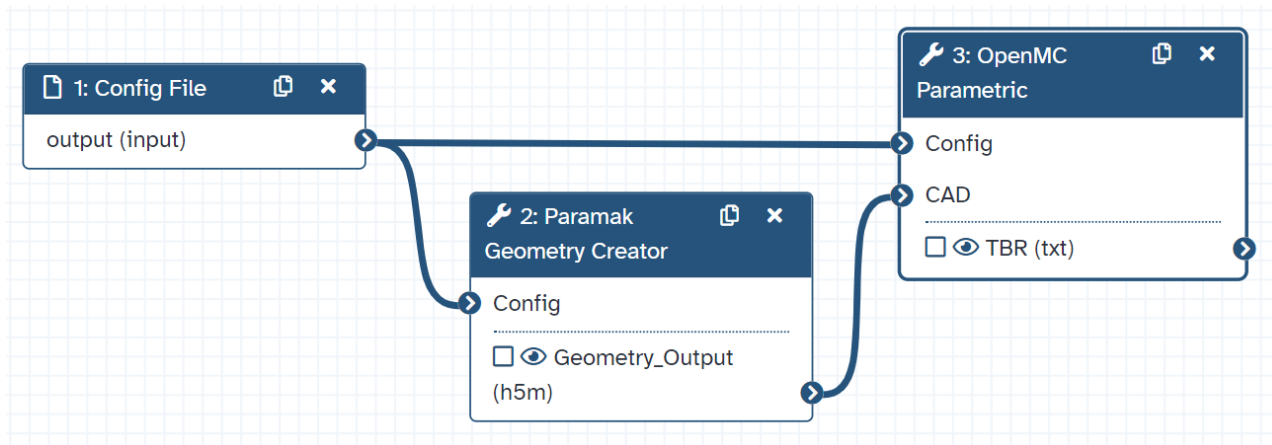 1: Config File
output (input)
2: Paramak
Geometry Creator
Config
Geometry_Output
(h5m)
3: OpenMC
Parametric
Config
CAD
TBR (txt)